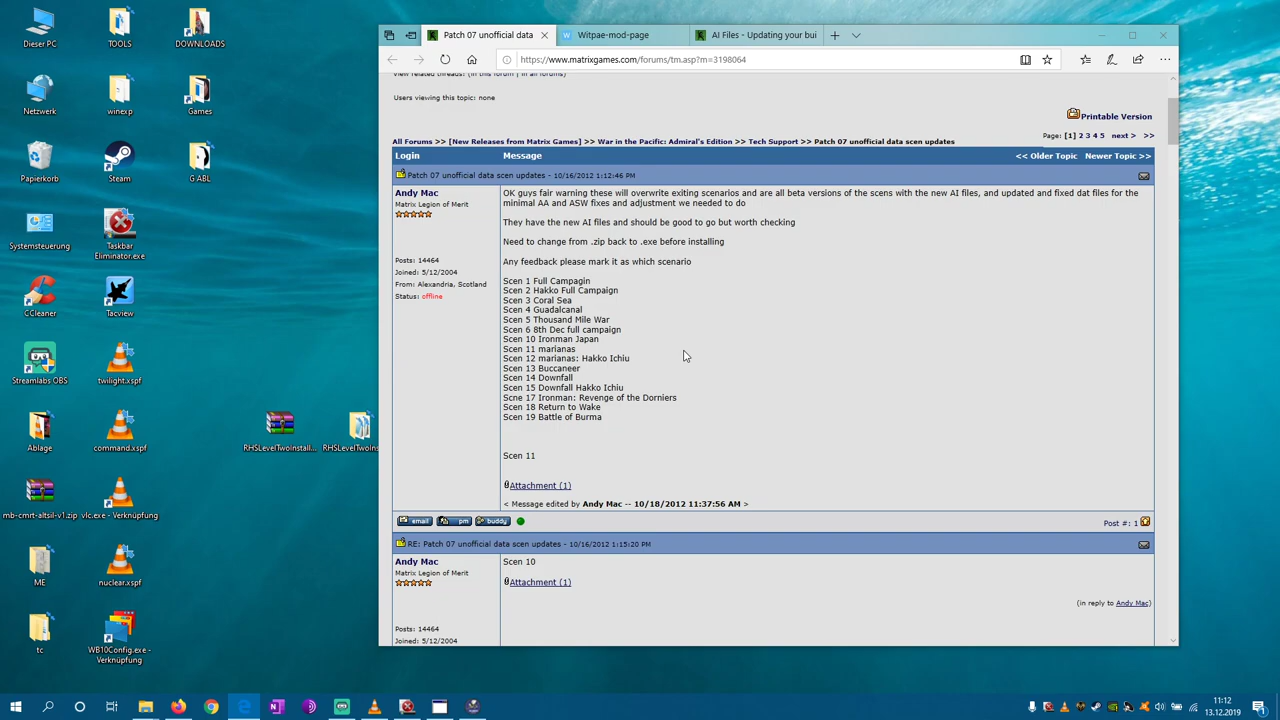 Dieser PC
TOOLS
DOWNLOADS
Netzwerk
winexp
Games
Papierkorb
Steam
G ABL
Systemsteuerung
Taskbar
Eliminator.exe
CCleaner
Tacview
Streamlabs OBS
twilight.xspf
Ablage
command.xspf
RHSLevelTwoinstall...
RHSLevelTwoins
mb-cmrt-altsil-v1.zip
vlc.exe - Verknüpfung
ME
nuclear.xspf
tc
WB10Config.exe -
Verknüpfung
Patch 07 unofficial data
Witpae-mod-page
AI Files - Updating your bui
https://www.matrixgames.com/forums/tm.asp?m=3198064
View related threads: (in this forum | in all forums)
Users viewing this topic: none
Printable Version
Page: [1] 2 3 4 5 next > >>
All Forums >> [New Releases from Matrix Games] >> War in the Pacific: Admiral's Edition >> Tech Support >> Patch 07 unofficial data scen updates
Login
Message
<< Older Topic Newer Topic >>
Patch 07 unofficial data scen updates - 10/16/2012 1:12:46 PM
Andy Mac
Matrix Legion of Merit
Posts: 14464
Joined: 5/12/2004
From: Alexandria, Scotland
Status: offline
OK guys fair warning these will overwrite exiting scenarios and are all beta versions of the scens with the new AI files, and updated and fixed dat files for the
minimal AA and ASW fixes and adjustment we needed to do
They have the new AI files and should be good to go but worth checking
Need to change from .zip back to .exe before installing
Any feedback please mark it as which scenario
Scen 1 Full Campagin
Scen 2 Hakko Full Campaign
Scen 3 Coral Sea
Scen 4 Guadalcanal
Scen 5 Thousand Mile War
Scen 6 8th Dec full campaign
Scen 10 Ironman Japan
Scen 11 marianas
Scen 12 marianas: Hakko Ichiu
Scen 13 Buccaneer
Scen 14 Downfall
Scen 15 Downfall Hakko Ichiu
Scne 17 Ironman: Revenge of the Dorniers
Scen 18 Return to Wake
Scen 19 Battle of Burma
Scen 11
Attachment (1)
< Message edited by Andy Mac -- 10/18/2012 11:37:56 AM >
email
pm
buddy
Post #: 1
RE: Patch 07 unofficial data scen updates - 10/16/2012 1:15:20 PM
Andy Mac
Matrix Legion of Merit
Posts: 14464
Joined: 5/12/2004
Scen 10
Attachment (1)
(in reply to Andy Mac)
11:12
13.12.2019